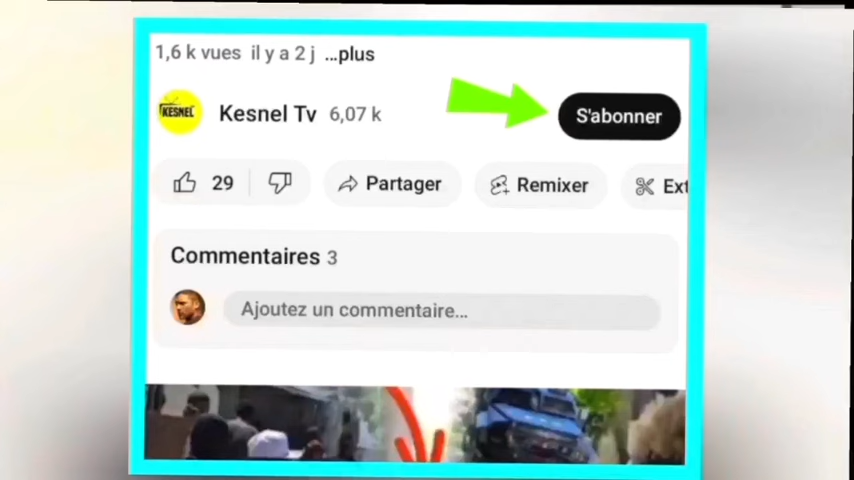 1,6 k vues il y a 2 j ...plus
KESNEL
Kesnel Tv 6,07 k
S'abonner
29
Partager
Remixer
Ext
Commentaires 3
Ajoutez un commentaire...